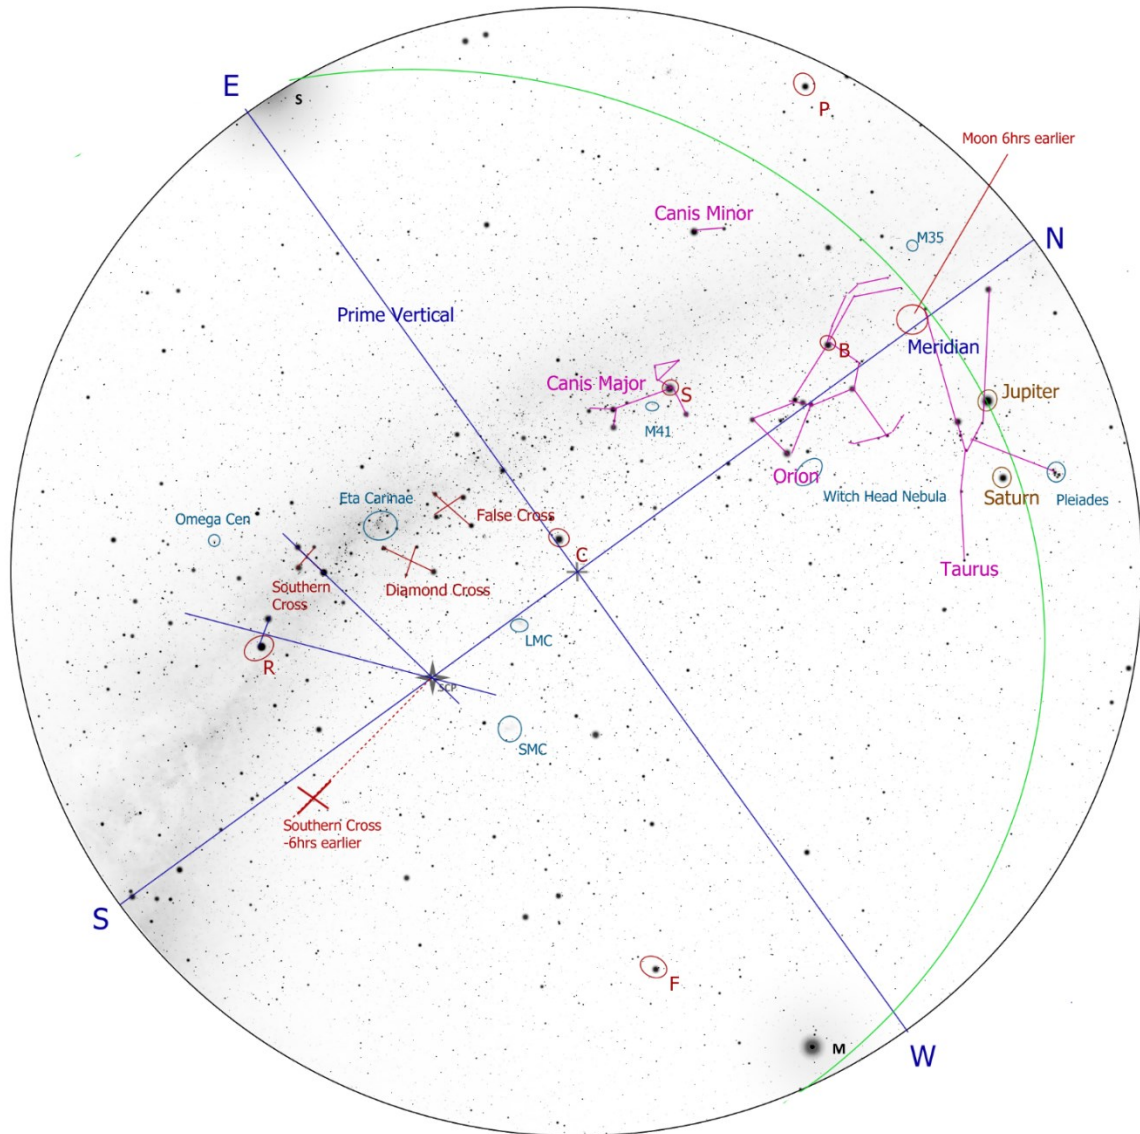 E
S
P
Moon 6hrs earlier
Canis Minor
M35
N
Prime Vertical
B
Meridian
Canis Major
S
Jupiter
M41
Orion
Witch Head Nebula
Saturn
Pleiades
Eta Carinae
False Cross
Omega Cen
C
Taurus
Southern
Cross
Diamond Cross
LMC
R
SCP
SMC
Southern Cross
-6hrs earlier
S
F
M
W